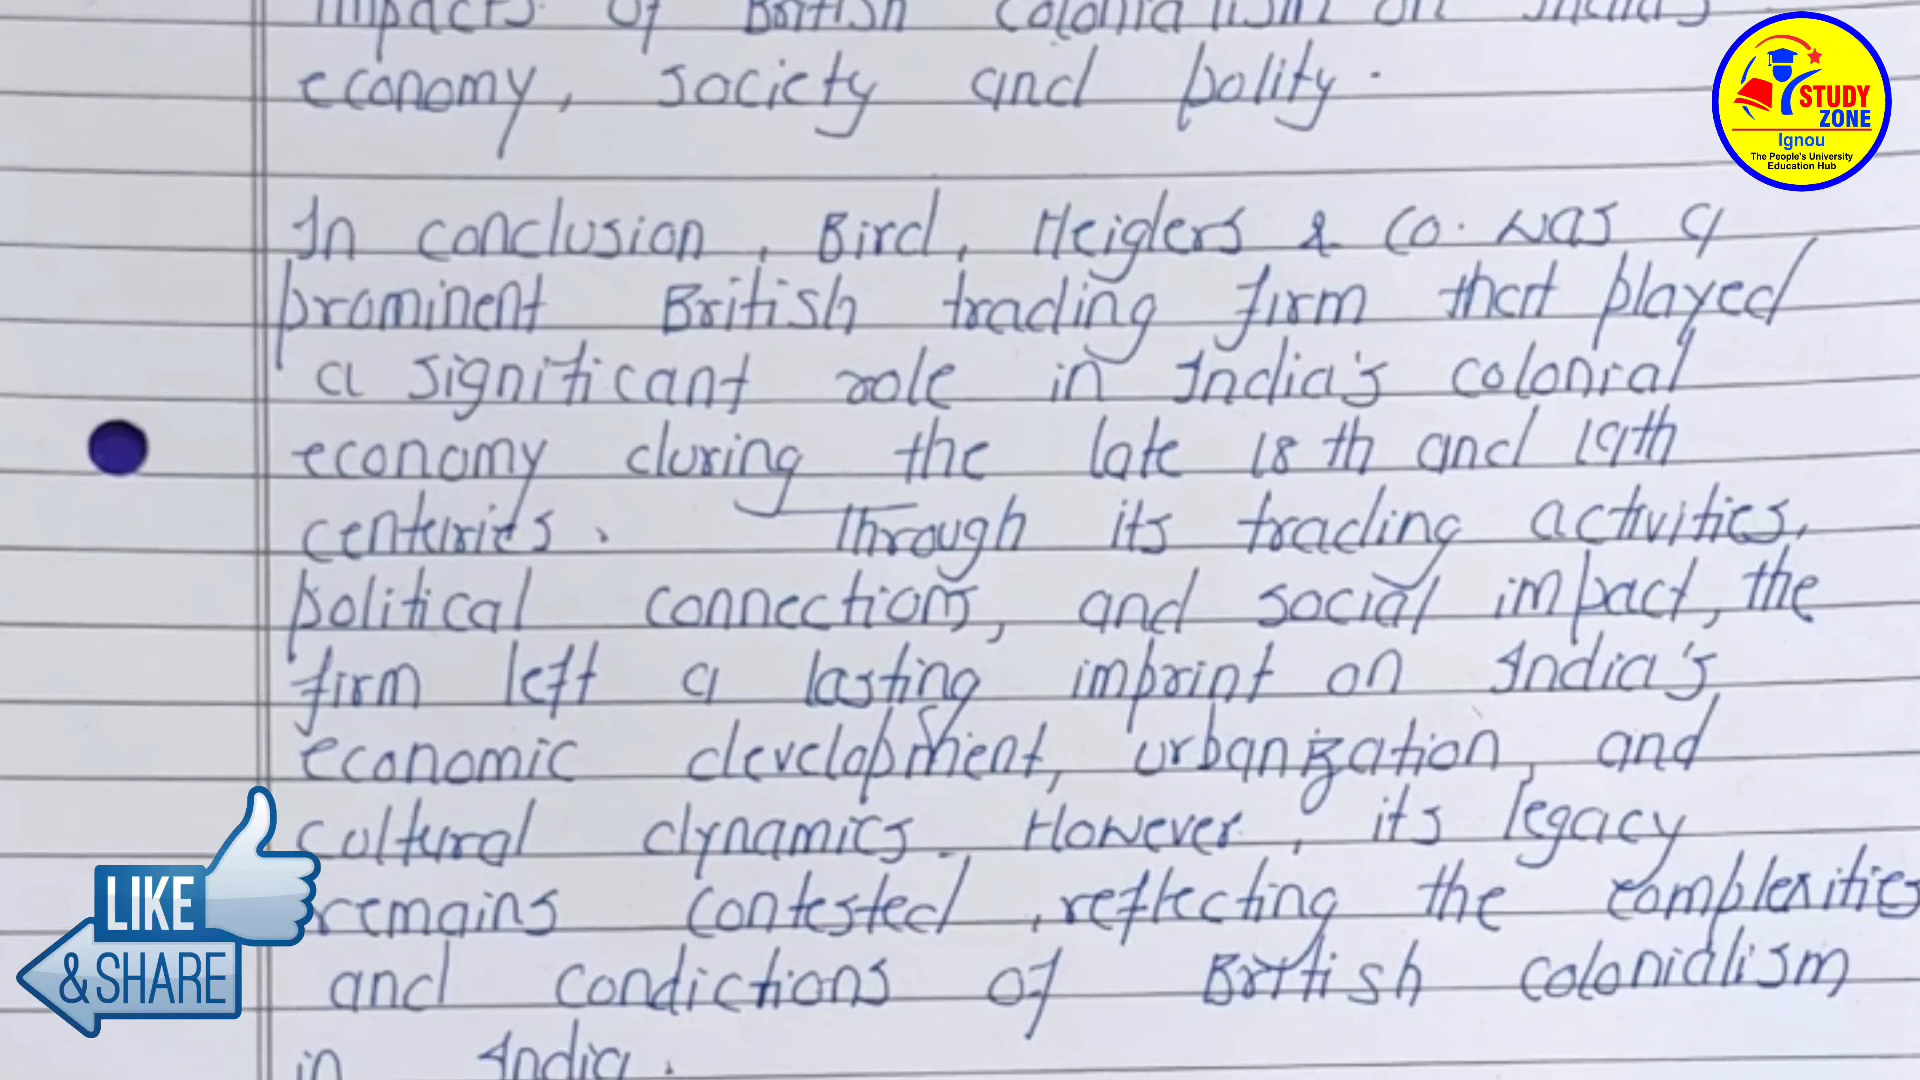 impacts of British colonialism on India's
economy, society and polity.
In conclusion, Bird, Heiglers & Co. was a
prominent British trading firm that played
a significant role in India's colonial
economy during the late 18th and 19th
centuries. Through its trading activities,
political connections, and social impact, the
firm left a lasting imprint on India's
economic development, urbanization, and
cultural dynamics. However, its legacy
remains contested, reflecting the complexities
and condictions of British colonialism
in India.
STUDY
ZONE
Ignou
The People's University
Education Hub
LIKE
& SHARE